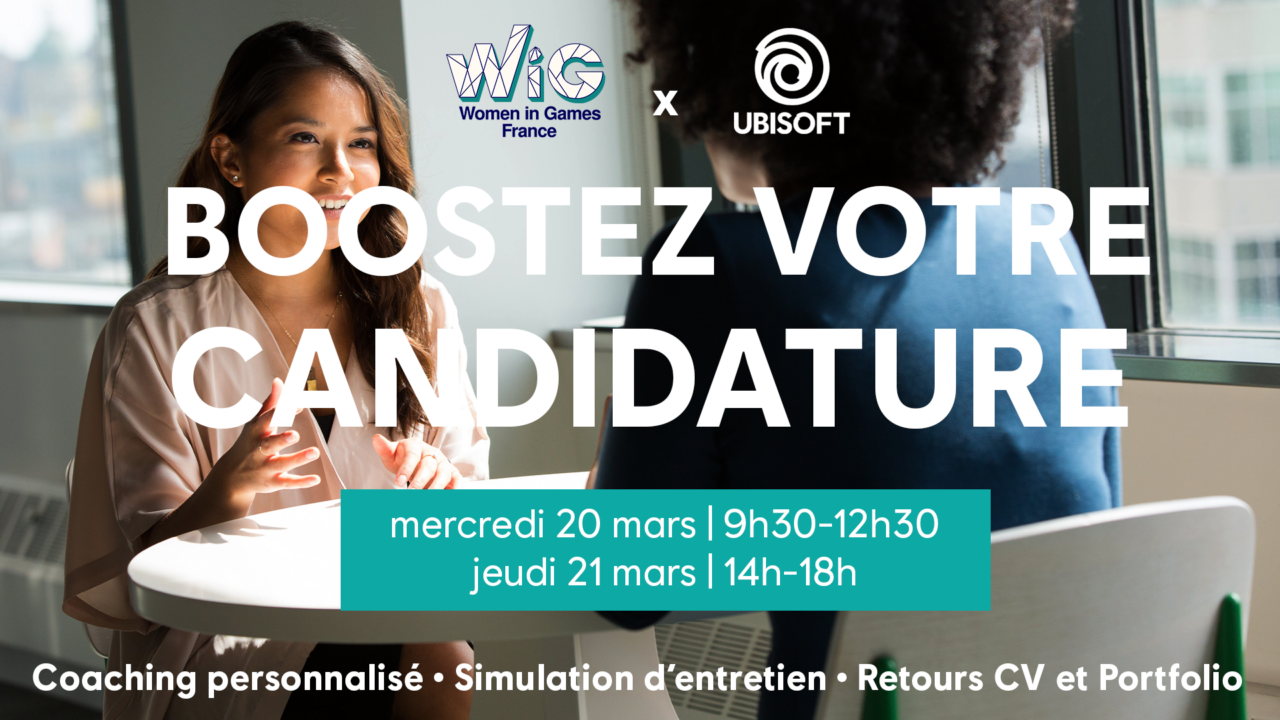 WiG
Women in Games
France
x
UBISOFT
BOOSTEZ VOTRE
CANDIDATURE
mercredi 20 mars | 9h30-12h30
jeudi 21 mars | 14h-18h
Coaching personnalisé • Simulation d'entretien • Retours CV et Portfolio